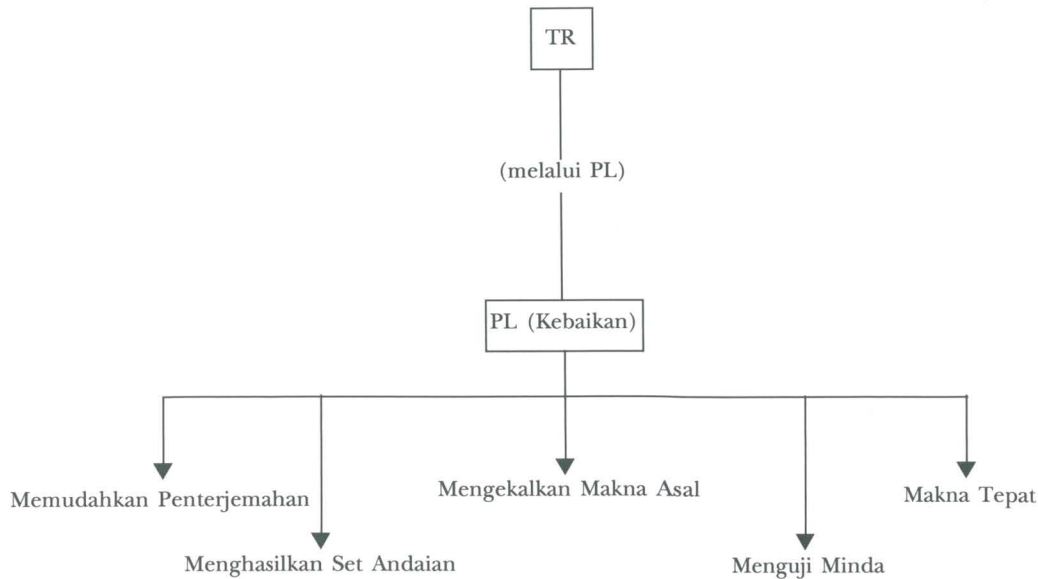 TR
(melalui PL)
PL (Kebaikan)
Memudahkan Penterjemahan
Mengekalkan Makna Asal
Makna Tepat
Menghasilkan Set Andaian
Menguji Minda